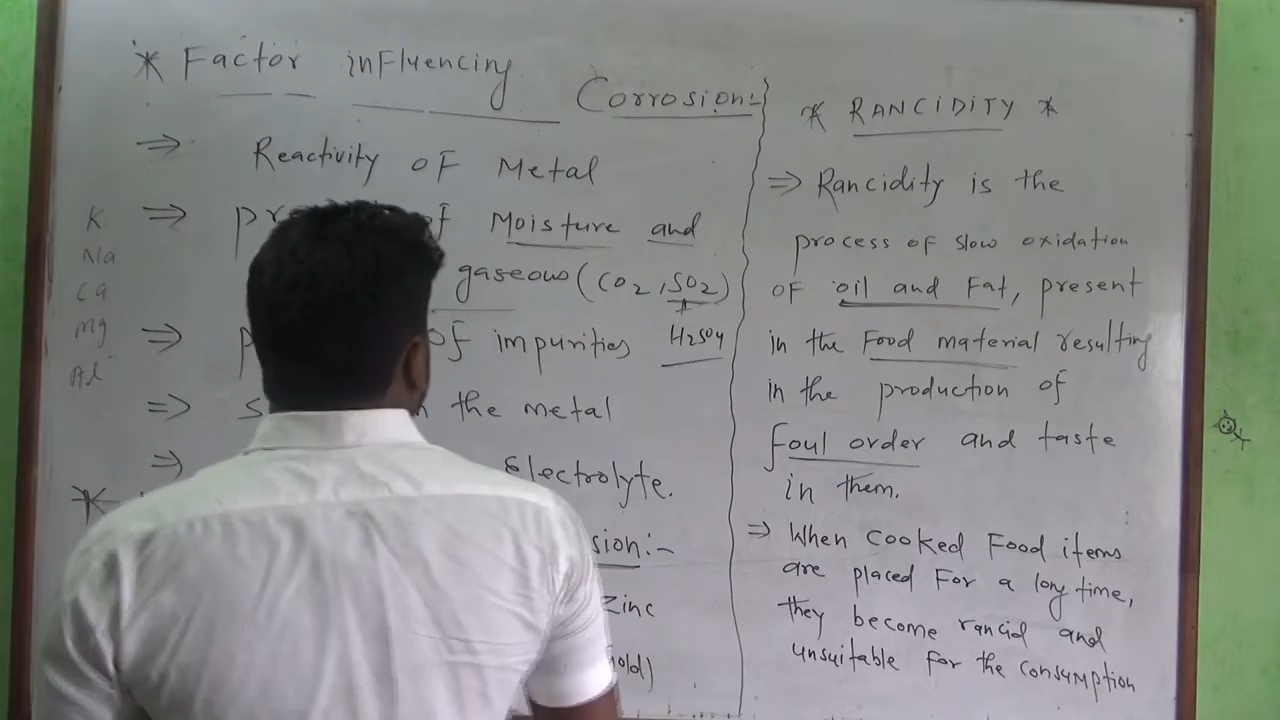 * Factor influencing
Corrosion:-
⇒ Reactivity of Metal
⇒ Moisture and
gaseous (CO2, SO2)
H2SO4
⇒ of impurities
⇒ the metal
⇒ Electrolyte.
*
zinc
K
Na
Ca
Mg
Al
* RANCIDITY *
⇒ Rancidity is the
process of slow oxidation
of oil and Fat, present
in the Food material resulting
in the production of
foul order and taste
in them.
⇒ When cooked Food items
are placed For a long time,
they become rancid and
unsuitable for the consumption